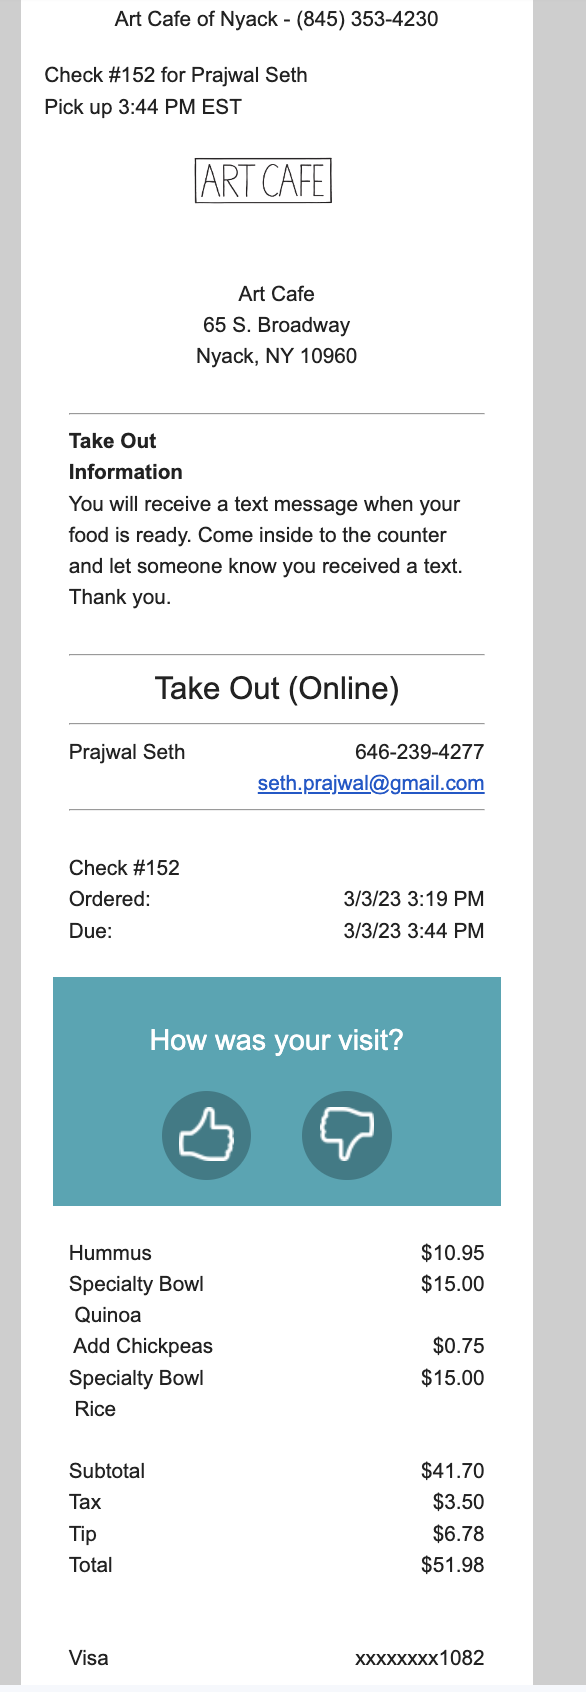 Art Cafe of Nyack - (845) 353-4230
Check #152 for Prajwal Seth
Pick up 3:44 PM EST
ART CAFE
Art Cafe
65 S. Broadway
Nyack, NY 10960
Take Out
Information
You will receive a text message when your
food is ready. Come inside to the counter
and let someone know you received a text.
Thank you.
Take Out (Online)
Prajwal Seth 646-239-4277
seth.prajwal@gmail.com
Check #152
Ordered: 3/3/23 3:19 PM
Due: 3/3/23 3:44 PM
How was your visit?
Hummus $10.95
Specialty Bowl $15.00
Quinoa
Add Chickpeas $0.75
Specialty Bowl $15.00
Rice
Subtotal $41.70
Tax $3.50
Tip $6.78
Total $51.98
Visa xxxxxxxx1082